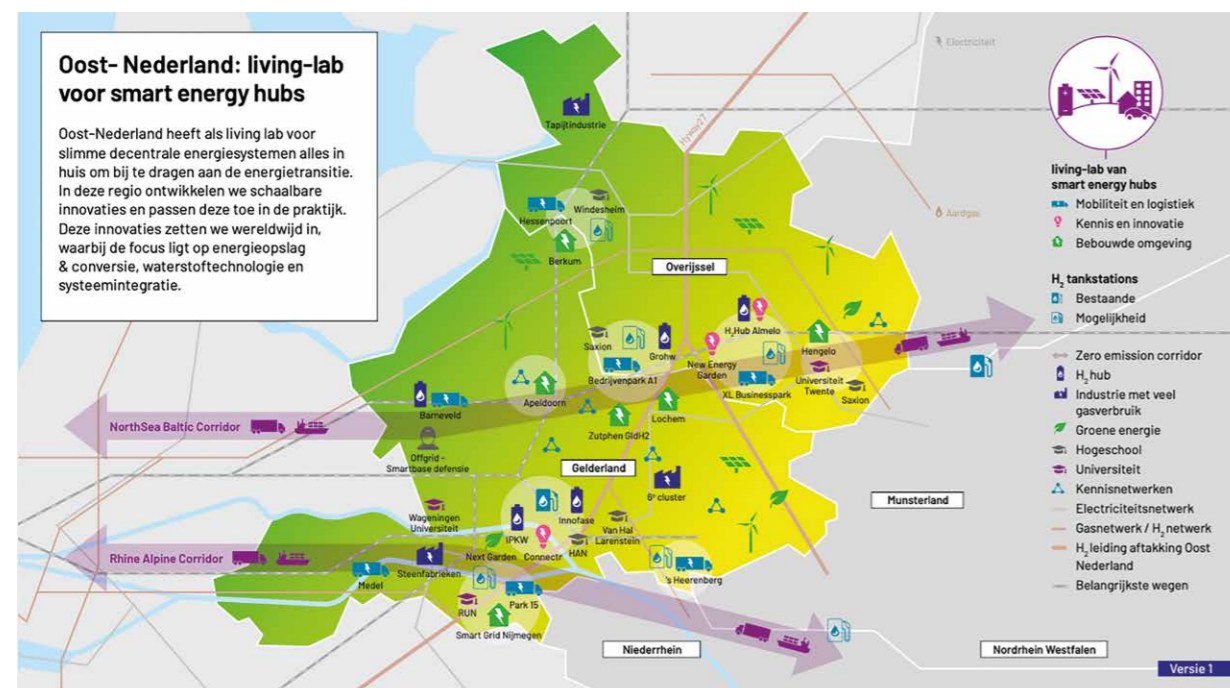 Oost- Nederland: living-lab
voor smart energy hubs
Oost-Nederland heeft als living lab voor
slimme decentrale energiesystemen alles in
huis om bij te dragen aan de energietransitie.
In deze regio ontwikkelen we schaalbare
innovaties en passen deze toe in de praktijk.
Deze innovaties zetten we wereldwijd in,
waarbij de focus ligt op energieopslag
& conversie, waterstoftechnologie en
systeemintegratie.
Electriciteit
Hyway27
Aardgas
Tapijtindustrie
Windesheim
Hessenpoort
Berkum
Overijssel
H₂Hub Almelo
Saxion
Grohw
New Energy
Garden
Hengelo
Bedrijvenpark A1
XL Businesspark
Universiteit
Twente
Saxion
Apeldoorn
Barneveld
Lochem
NorthSea Baltic Corridor
Zutphen GldH2
Offgrid -
Smartbase defensie
Gelderland
6e cluster
Munsterland
Wageningen
Universiteit
IPKW
Innofase
Van Hal
Larenstein
Rhine Alpine Corridor
Next Garden
Connectr
HAN
Steenfabrieken
Medel
's Heerenberg
RUN
Park 15
Smart Grid Nijmegen
Niederrhein
Nordrhein Westfalen
living-lab van
smart energy hubs
Mobiliteit en logistiek
Kennis en innovatie
Bebouwde omgeving
H₂ tankstations
Bestaande
Mogelijkheid
Zero emission corridor
H₂ hub
Industrie met veel
gasverbruik
Groene energie
Hogeschool
Universiteit
Kennisnetwerken
Electriciteitsnetwerk
Gasnetwerk / H₂ netwerk
H₂ leiding aftakking Oost
Nederland
Belangrijkste wegen
Versie 1